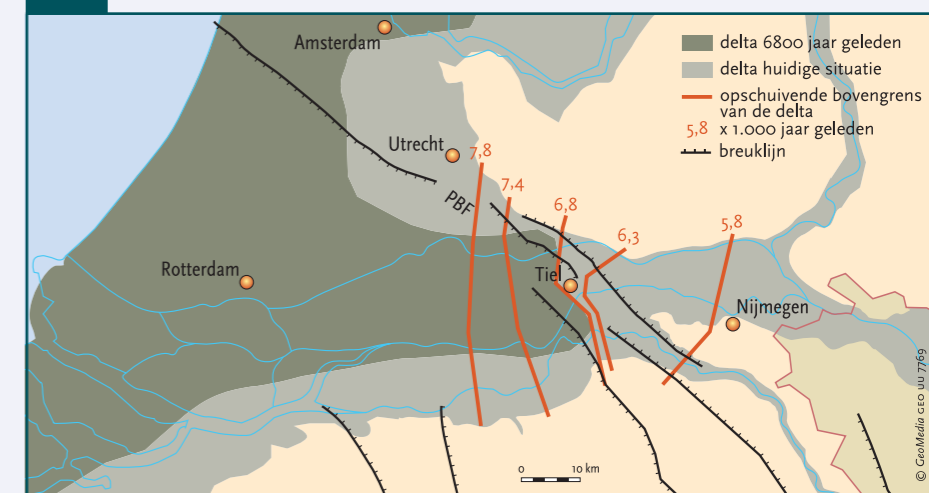 Amsterdam
delta 6800 jaar geleden
delta huidige situatie
opschuivende bovengrens
van de delta
5,8 x 1.000 jaar geleden
breuklijn
Utrecht
7,8
7,4
PBF
6,8
6,3
5,8
Rotterdam
Tiel
Nijmegen
0 10 km
© GeoMedia GEO UU 7769